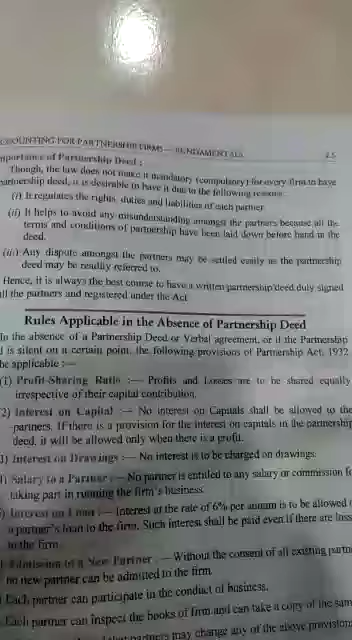 CCOUNTING FOR PARTNERSHIP FIRMS — FUNDAMENTALS 4.5
mportance of Partnership Deed :
Though, the law does not make it mandatory (compulsory) for every firm to have
partnership deed, it is desirable to have it due to the following reasons:
(i) It regulates the rights, duties and liabilities of each partner.
(ii) It helps to avoid any misunderstanding amongst the partners because all the
terms and conditions of partnership have been laid down before hand in the
deed.
(iii) Any dispute amongst the partners may be settled easily as the partnership
deed may be readily referred to.
Hence, it is always the best course to have a written partnership deed duly signed
ll the partners and registered under the Act.
Rules Applicable in the Absence of Partnership Deed
In the absence of a Partnership Deed or Verbal agreement, or if the Partnership
d is silent on a certain point, the following provisions of Partnership Act, 1932
be applicable :—
(1) Profit-Sharing Ratio :— Profits and Losses are to be shared equally
irrespective of their capital contribution.
2) Interest on Capital :— No interest on Capitals shall be allowed to the
partners. If there is a provision for the interest on capitals in the partnership
deed, it will be allowed only when there is a profit.
3) Interest on Drawings :— No interest is to be charged on drawings.
) Salary to a Partner :— No partner is entitled to any salary or commission fo
taking part in running the firm's business.
) Interest on Loan :— Interest at the rate of 6% per annum is to be allowed o
a partner's loan to the firm. Such interest shall be paid even if there are loss
to the firm.
Admission of a New Partner :— Without the consent of all existing partn
no new partner can be admitted to the firm.
Each partner can participate in the conduct of business.
Each partner can inspect the books of firm and can take a copy of the sam
partners may change any of the above provisions